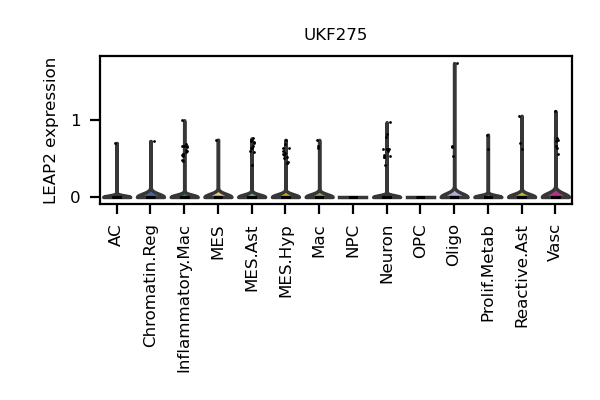 UKF275
LEAP2 expression
1
0
AC
Chromatin.Reg
Inflammatory.Mac
MES
MES.Ast
MES.Hyp
Mac
NPC
Neuron
OPC
Oligo
Prolif.Metab
Reactive.Ast
Vasc